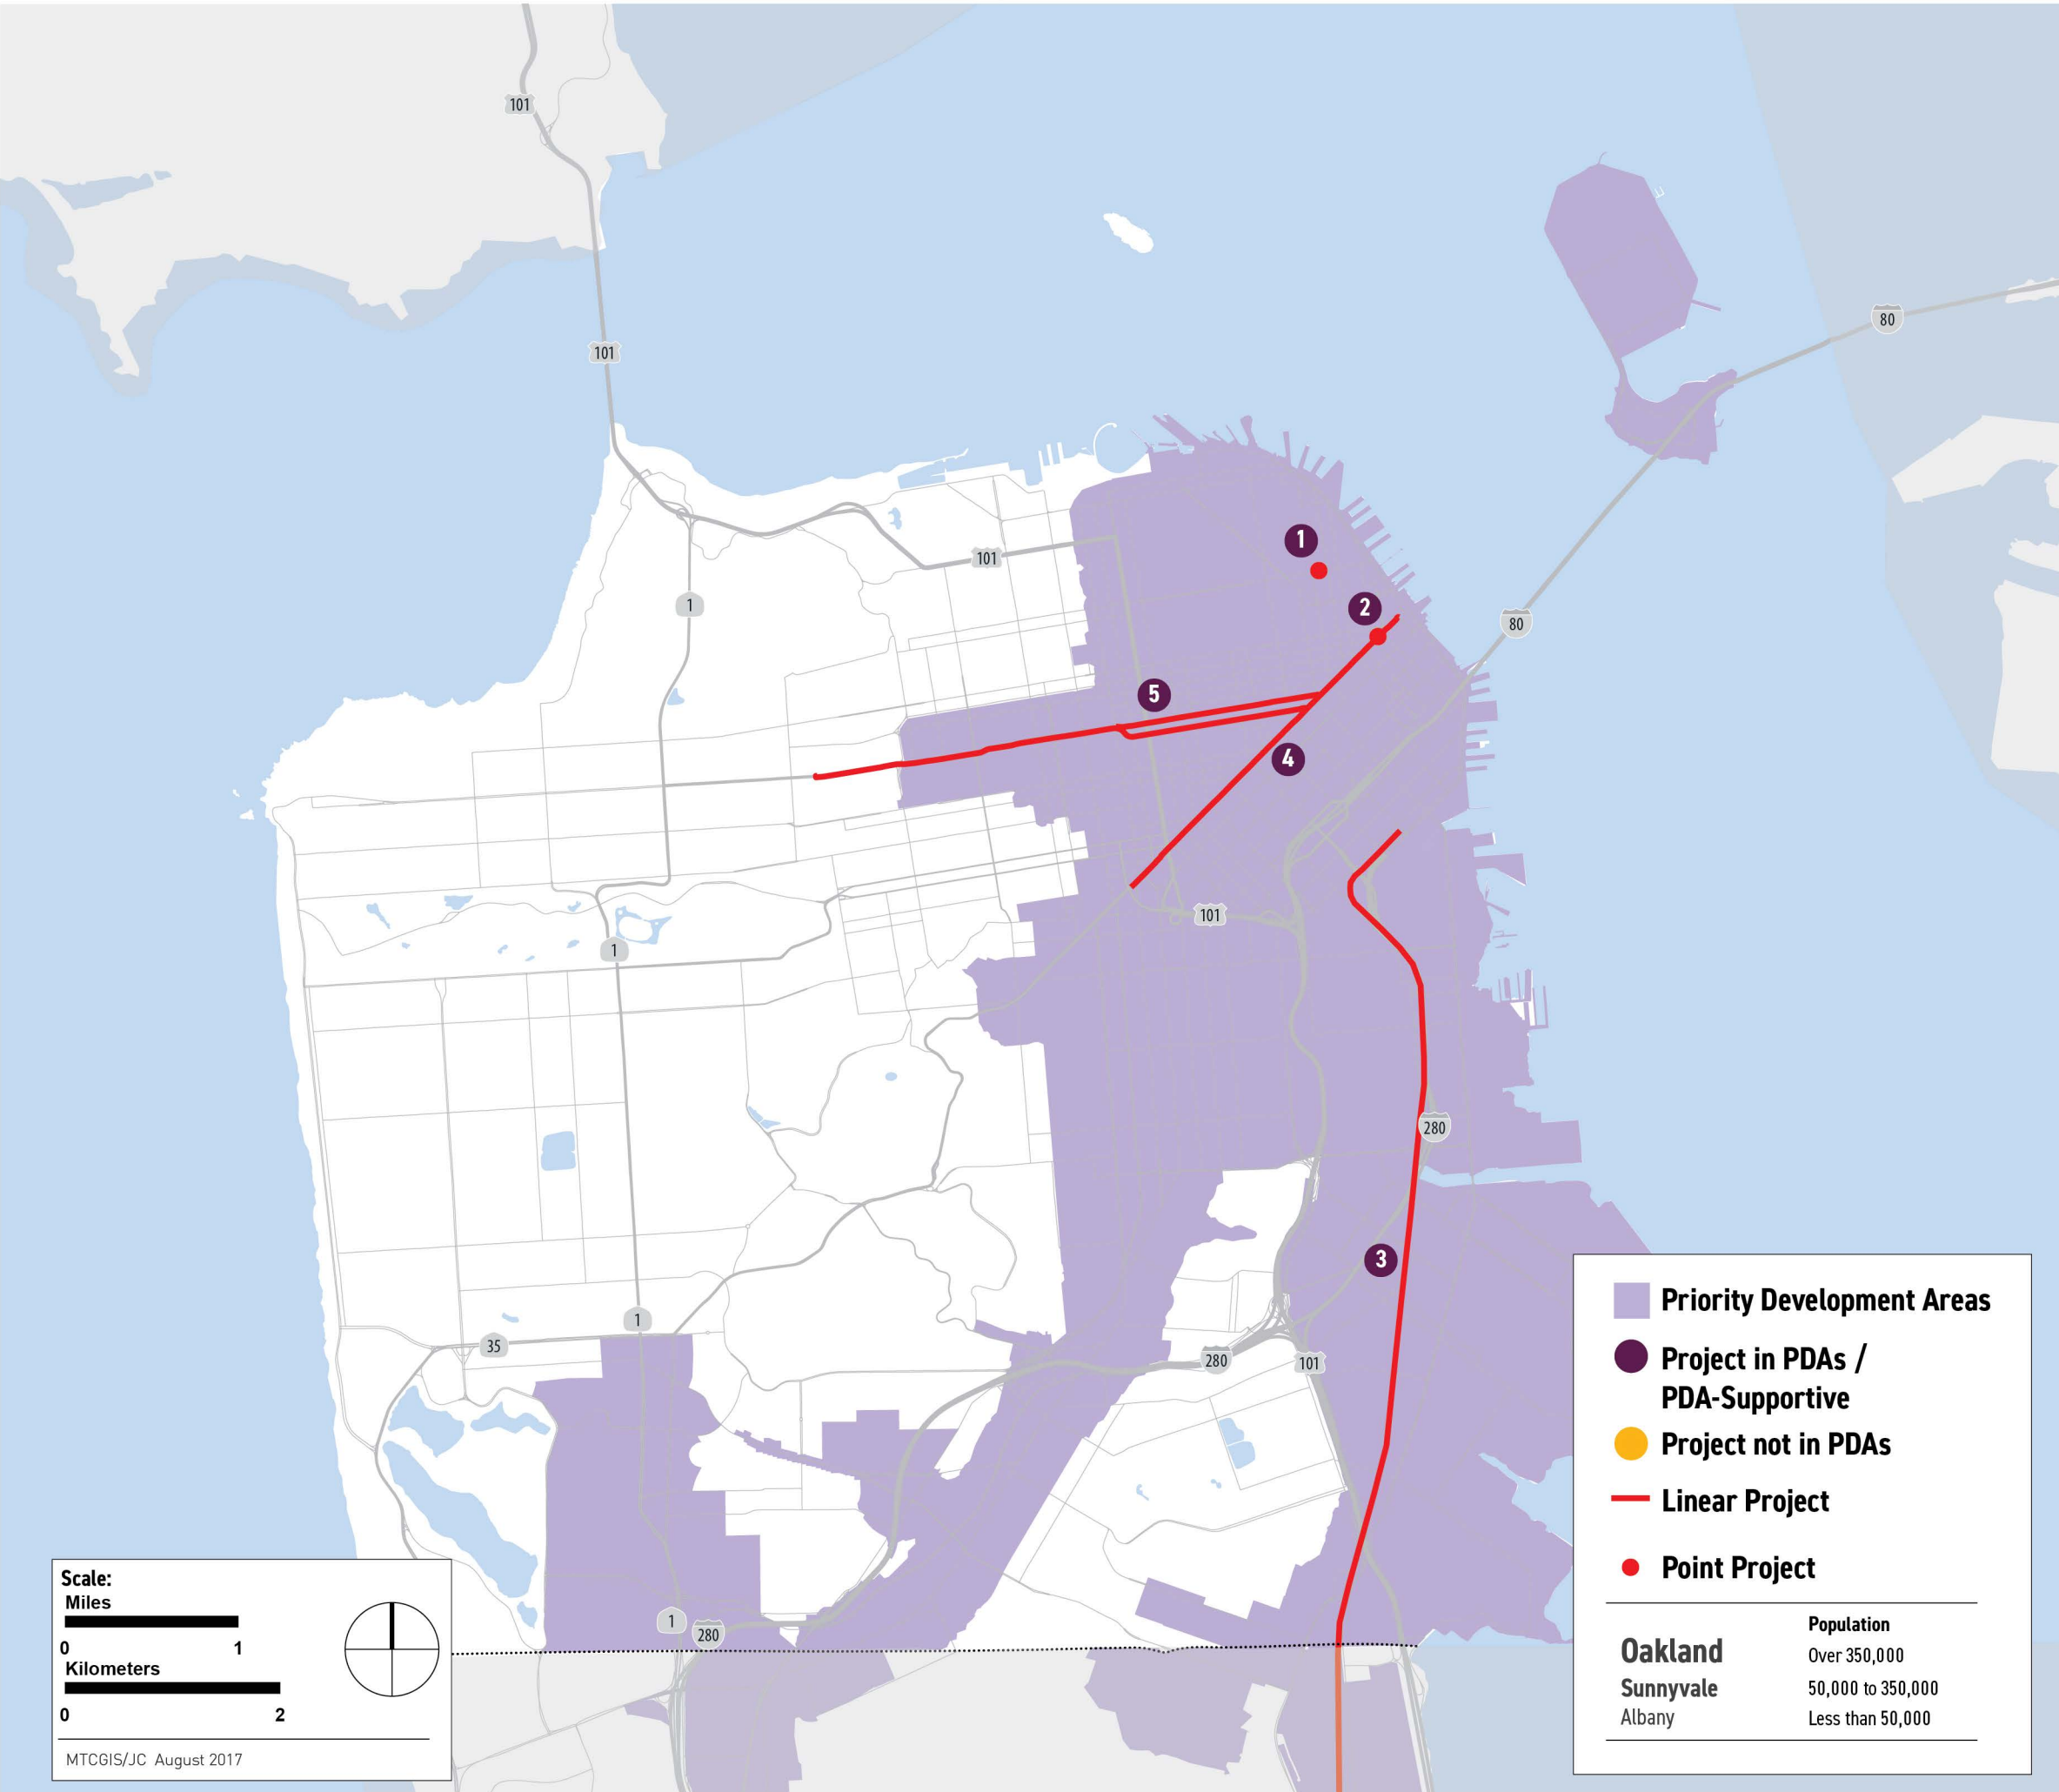 101
101
80
1
101
1
2
80
5
4
101
1
280
3
1
35
280
101
1
280
Priority Development Areas
Project in PDAs /
PDA-Supportive
Project not in PDAs
Linear Project
Point Project
Population
Oakland Over 350,000
Sunnyvale 50,000 to 350,000
Albany Less than 50,000
Scale:
Miles
0 1
Kilometers
0 2
MTCGIS/JC August 2017